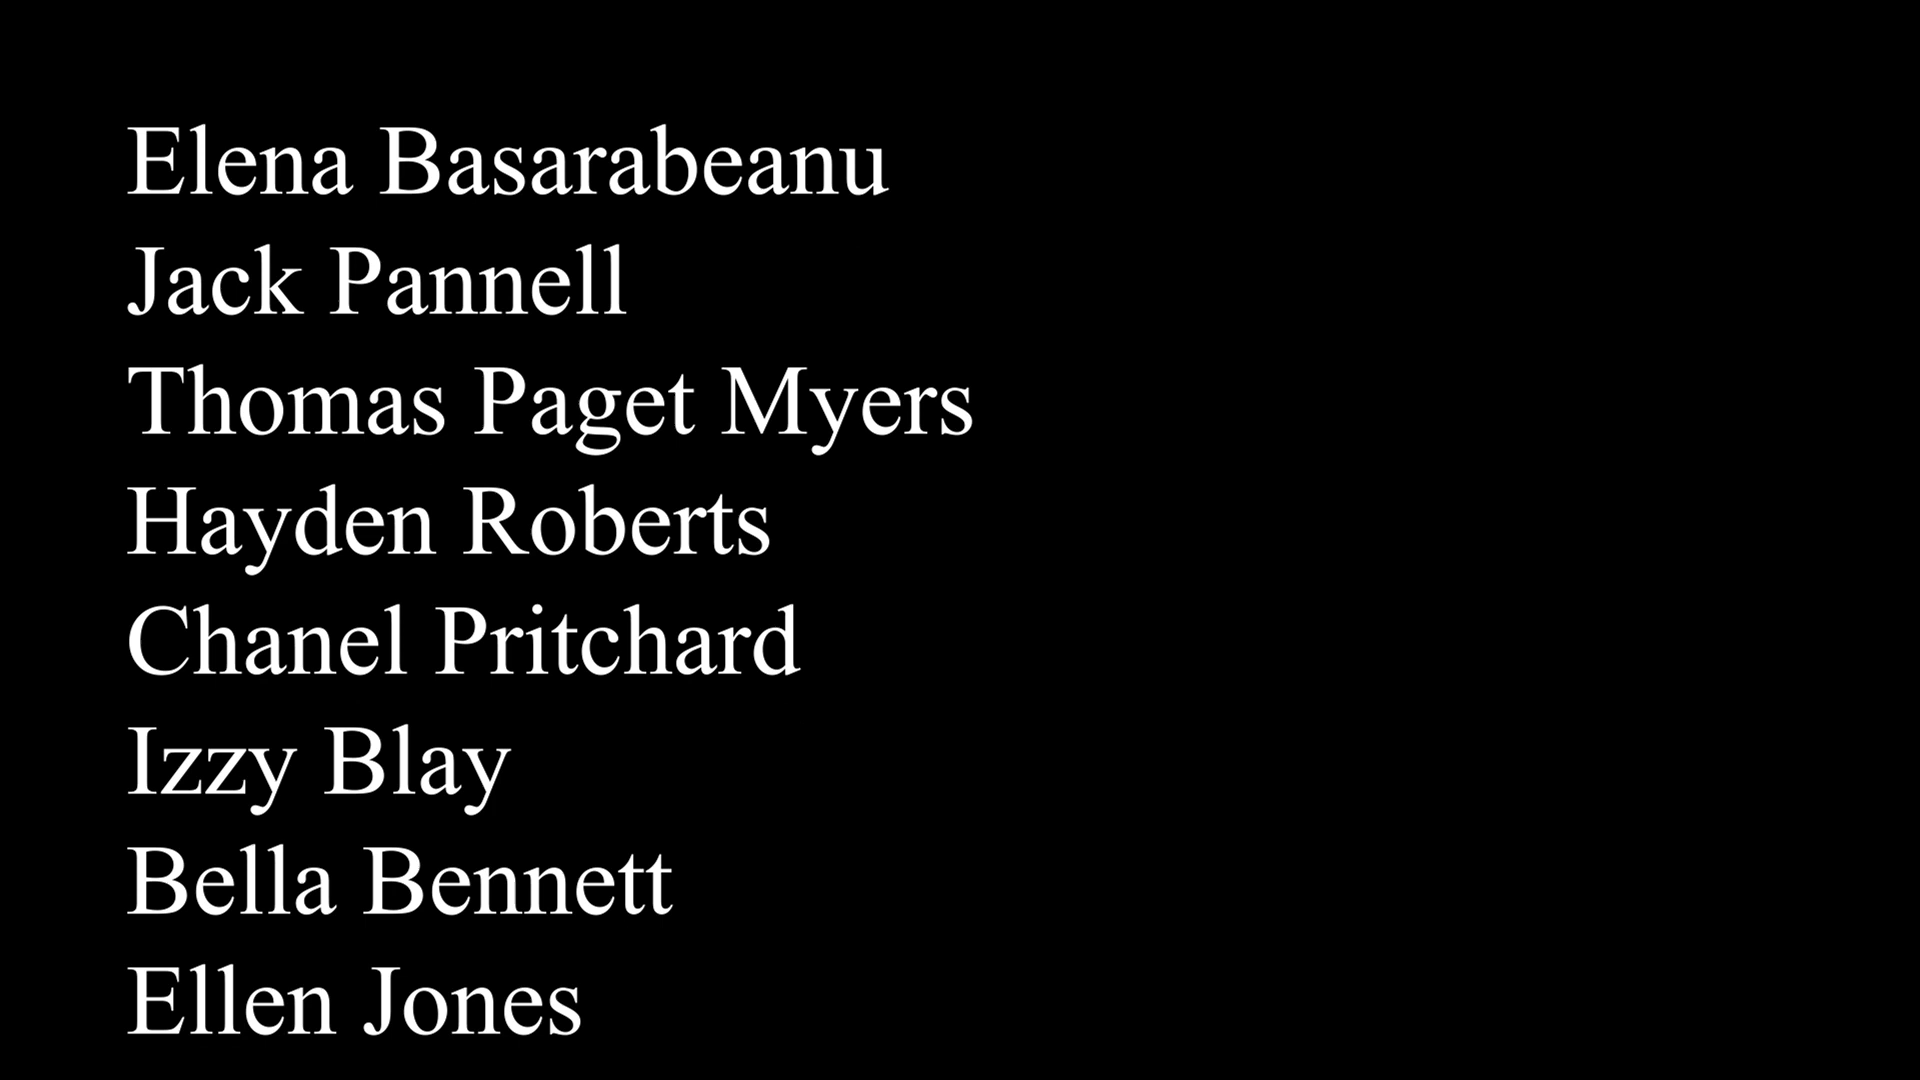 Elena Basarabeanu
Jack Pannell
Thomas Paget Myers
Hayden Roberts
Chanel Pritchard
Izzy Blay
Bella Bennett
Ellen Jones